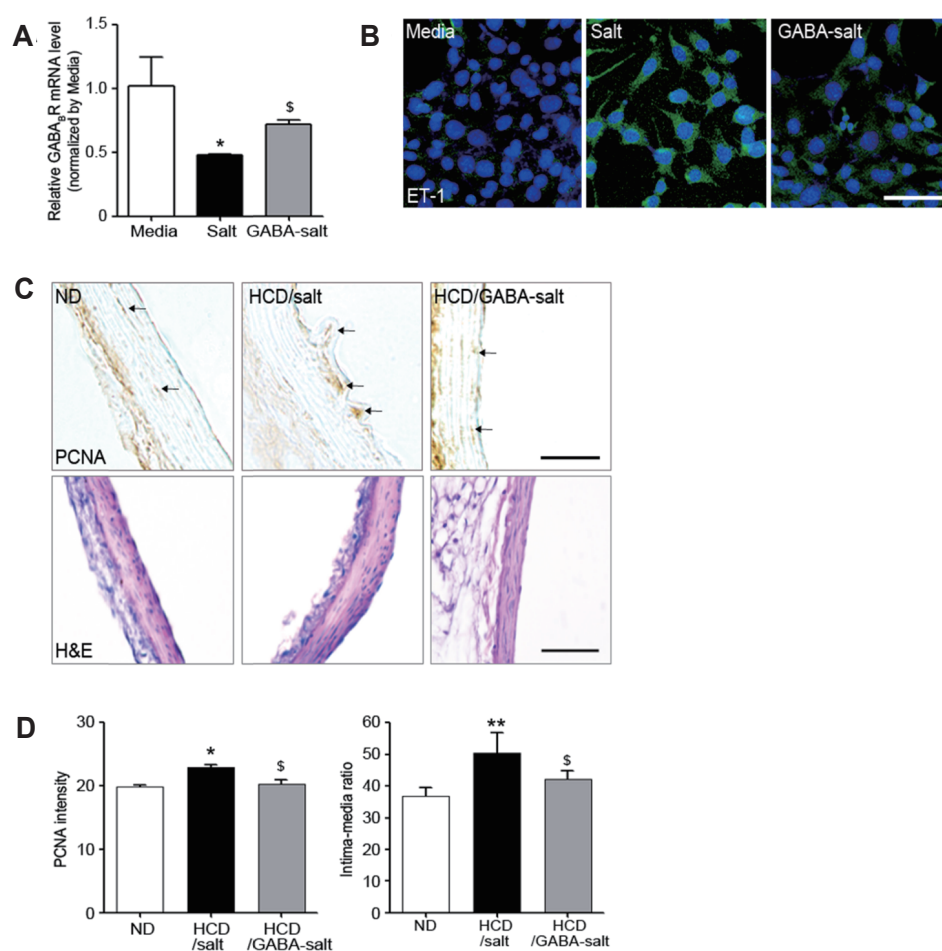 A
Relative GABA_BR mRNA level
(normalized by Media)
1.5
1.0
0.5
0
*
$
Media
Salt
GABA-salt
B
Media
Salt
GABA-salt
ET-1
C
ND
HCD/salt
HCD/GABA-salt
PCNA
H&E
D
PCNA intensity
30
20
10
0
*
$
ND
HCD
/salt
HCD
/GABA-salt
Intima-media ratio
60
50
40
30
20
10
0
**
$
ND
HCD
/salt
HCD
/GABA-salt